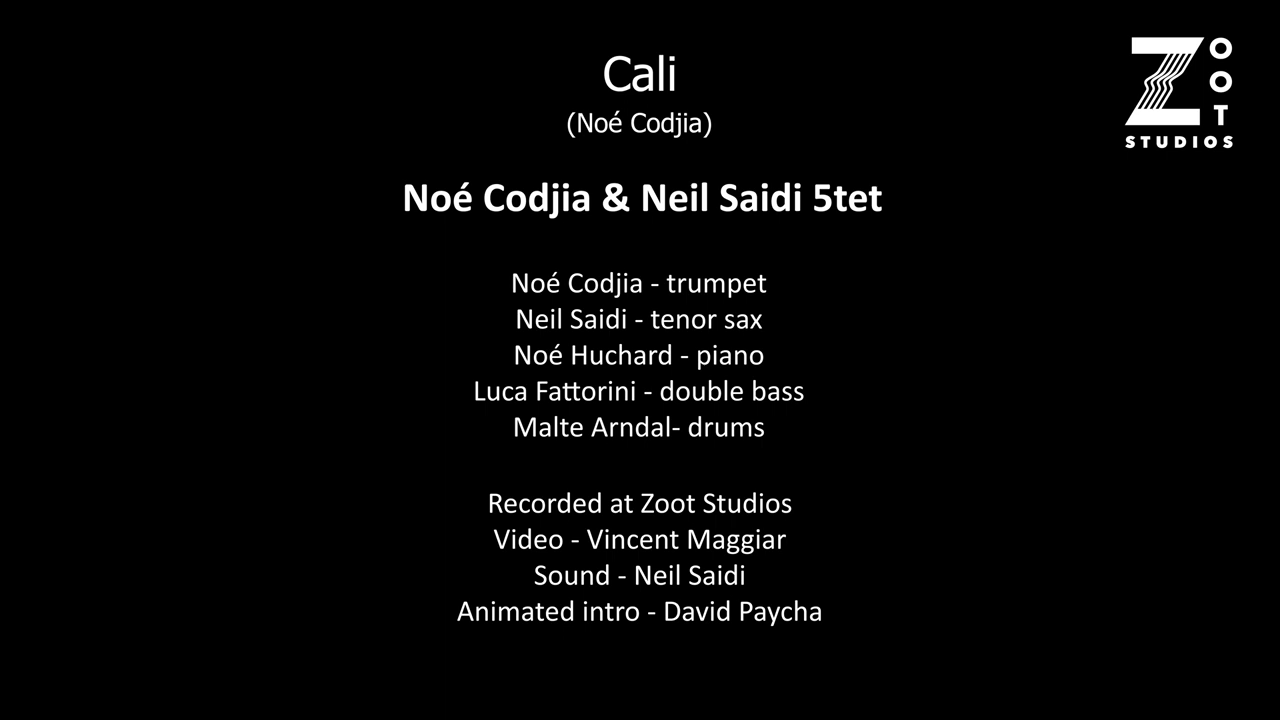 Cali
(Noé Codjia)
Noé Codjia & Neil Saidi 5tet
Noé Codjia - trumpet
Neil Saidi - tenor sax
Noé Huchard - piano
Luca Fattorini - double bass
Malte Arndal- drums
Recorded at Zoot Studios
Video - Vincent Maggiar
Sound - Neil Saidi
Animated intro - David Paycha
ZOOT
STUDIOS